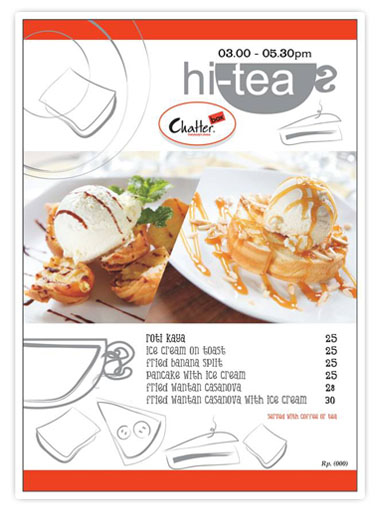 03.00 - 05.30pm
hi-tea
Chatter box
roti kaya 25
ice cream on toast 25
fried banana split 25
pancake with ice cream 25
fried wantan casanova 28
fried wantan casanova with ice cream 30
served with coffee or tea
Rp. (000)